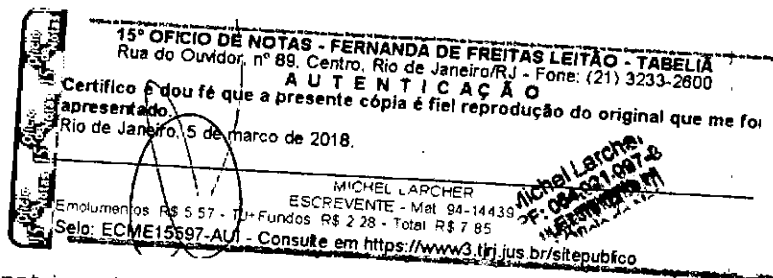 15º OFICIO DE NOTAS - FERNANDA DE FREITAS LEITÃO - TABELIÃ
Rua do Ouvidor, nº 89, Centro, Rio de Janeiro/RJ - Fone: (21) 3233-2600
A U T E N T I C A Ç Ã O
Certifico e dou fé que a presente cópia é fiel reprodução do original que me foi
apresentado.
Rio de Janeiro, 5 de marco de 2018.
MICHEL LARCHER
ESCREVENTE - Mat 94-14439
Emolumentos R$ 5 57 - TJ+Fundos R$ 2 28 - Total R$ 7 85
Selo: ECME15597-AUI - Consulte em https://www3.tjrj.jus.br/sitepublico
Michel Larcher